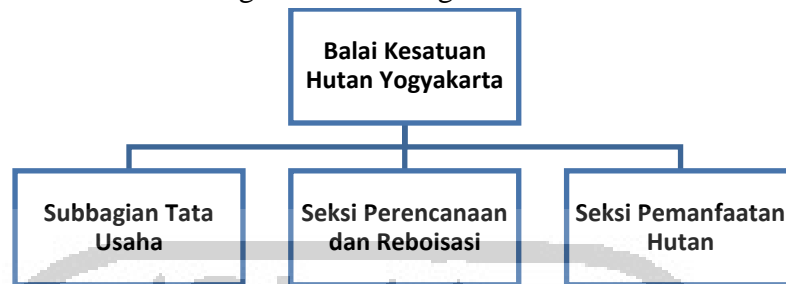 Balai Kesatuan
Hutan Yogyakarta
Subbagian Tata
Usaha
Seksi Perencanaan
dan Reboisasi
Seksi Pemanfaatan
Hutan